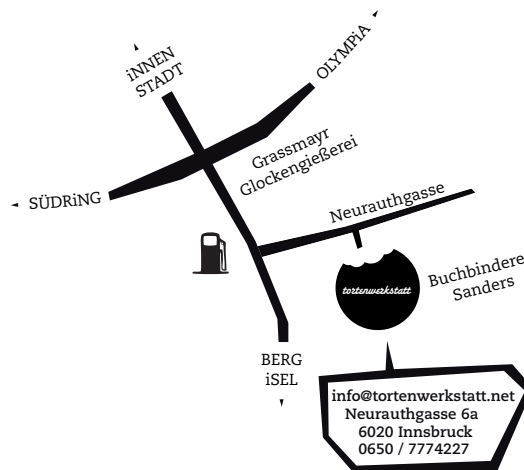 iNNEN
STADT
OLYMPiA
Grassmayr
Glockengießerei
SÜDRiNG
Neurauthgasse
tortenwerkstatt
Buchbindere
Sanders
BERG
iSEL
info@tortenwerkstatt.net
Neurauthgasse 6a
6020 Innsbruck
0650 / 7774227